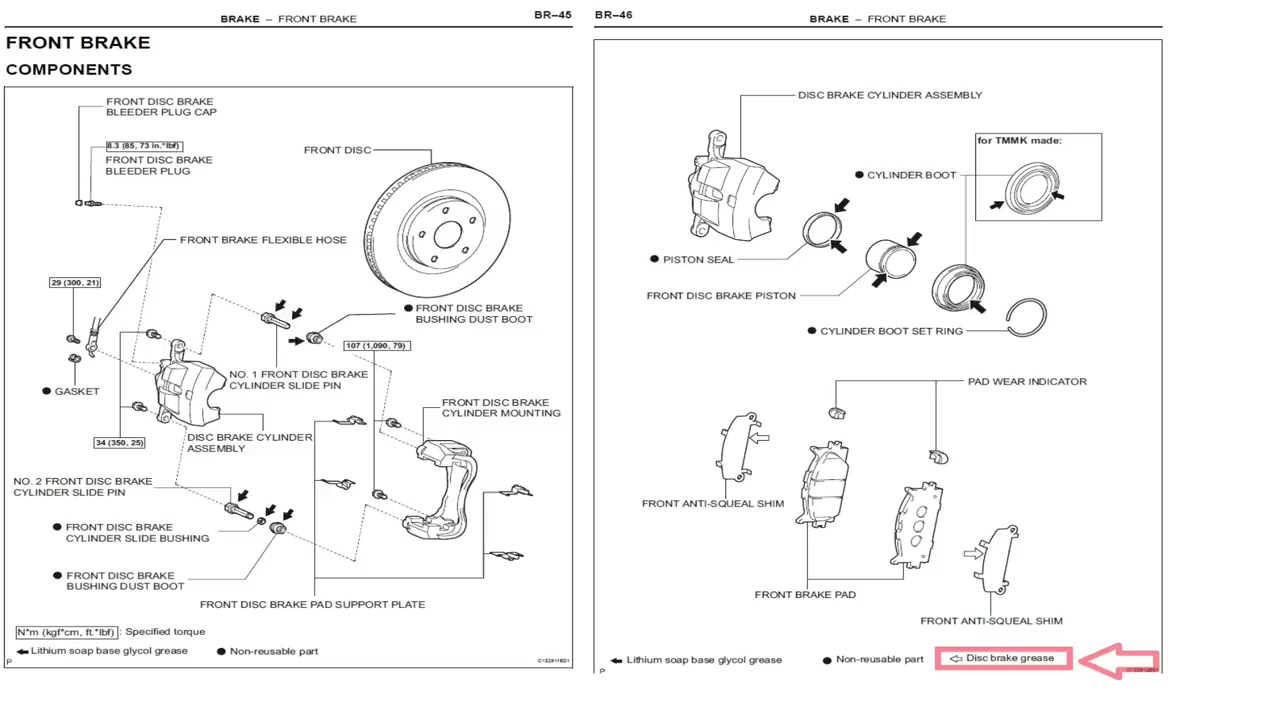 BRAKE – FRONT BRAKE
BR–45
FRONT BRAKE
COMPONENTS
FRONT DISC BRAKE
BLEEDER PLUG CAP
8.3 (85, 73 in.*lbf)
FRONT DISC BRAKE
BLEEDER PLUG
FRONT DISC
FRONT BRAKE FLEXIBLE HOSE
29 (300, 21)
FRONT DISC BRAKE
BUSHING DUST BOOT
107 (1,090, 79)
NO. 1 FRONT DISC BRAKE
CYLINDER SLIDE PIN
GASKET
FRONT DISC BRAKE
CYLINDER MOUNTING
34 (350, 25)
DISC BRAKE CYLINDER
ASSEMBLY
NO. 2 FRONT DISC BRAKE
CYLINDER SLIDE PIN
FRONT DISC BRAKE
CYLINDER SLIDE BUSHING
FRONT DISC BRAKE
BUSHING DUST BOOT
FRONT DISC BRAKE PAD SUPPORT PLATE
N*m (kgf*cm, ft.*lbf) : Specified torque
Lithium soap base glycol grease
Non-reusable part
P
BR–46
BRAKE – FRONT BRAKE
DISC BRAKE CYLINDER ASSEMBLY
for TMMK made:
CYLINDER BOOT
PISTON SEAL
FRONT DISC BRAKE PISTON
CYLINDER BOOT SET RING
PAD WEAR INDICATOR
FRONT ANTI-SQUEAL SHIM
FRONT BRAKE PAD
FRONT ANTI-SQUEAL SHIM
Lithium soap base glycol grease
Non-reusable part
Disc brake grease
P